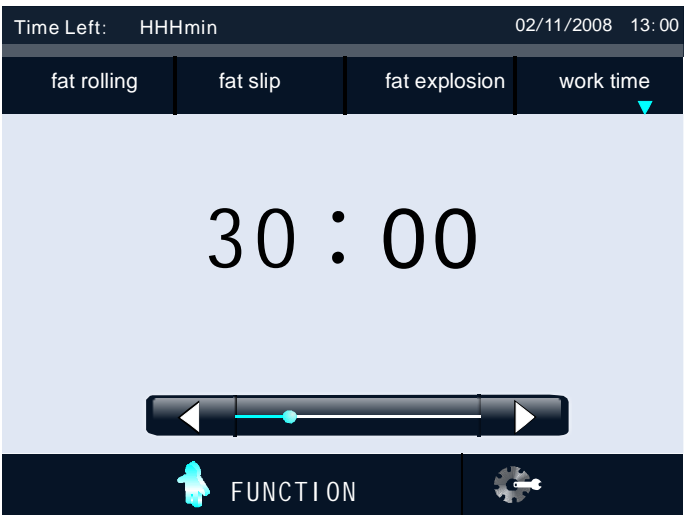 Time Left: HHHmin 02/11/2008 13:00
fat rolling fat slip fat explosion work time
30:00
FUNCTION